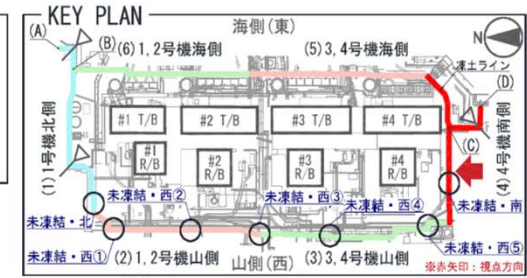 KEY PLAN
海側(東)
N
(A)
(B)
(6)1,2号機海側
(5)3,4号機海側
凍土ライン
(D)
#1 T/B
#2 T/B
#3 T/B
#4 T/B
(C)
(1)1号機北側
#1
R/B
#2
R/B
#3
R/B
#4
R/B
(4)4号機南側
未凍結・西②
未凍結・西③
未凍結・西④
未凍結・南
未凍結・北
未凍結・西①
(2)1,2号機山側
(3)3,4号機山側
未凍結・西⑤
山側(西)
※赤矢印:視点方向